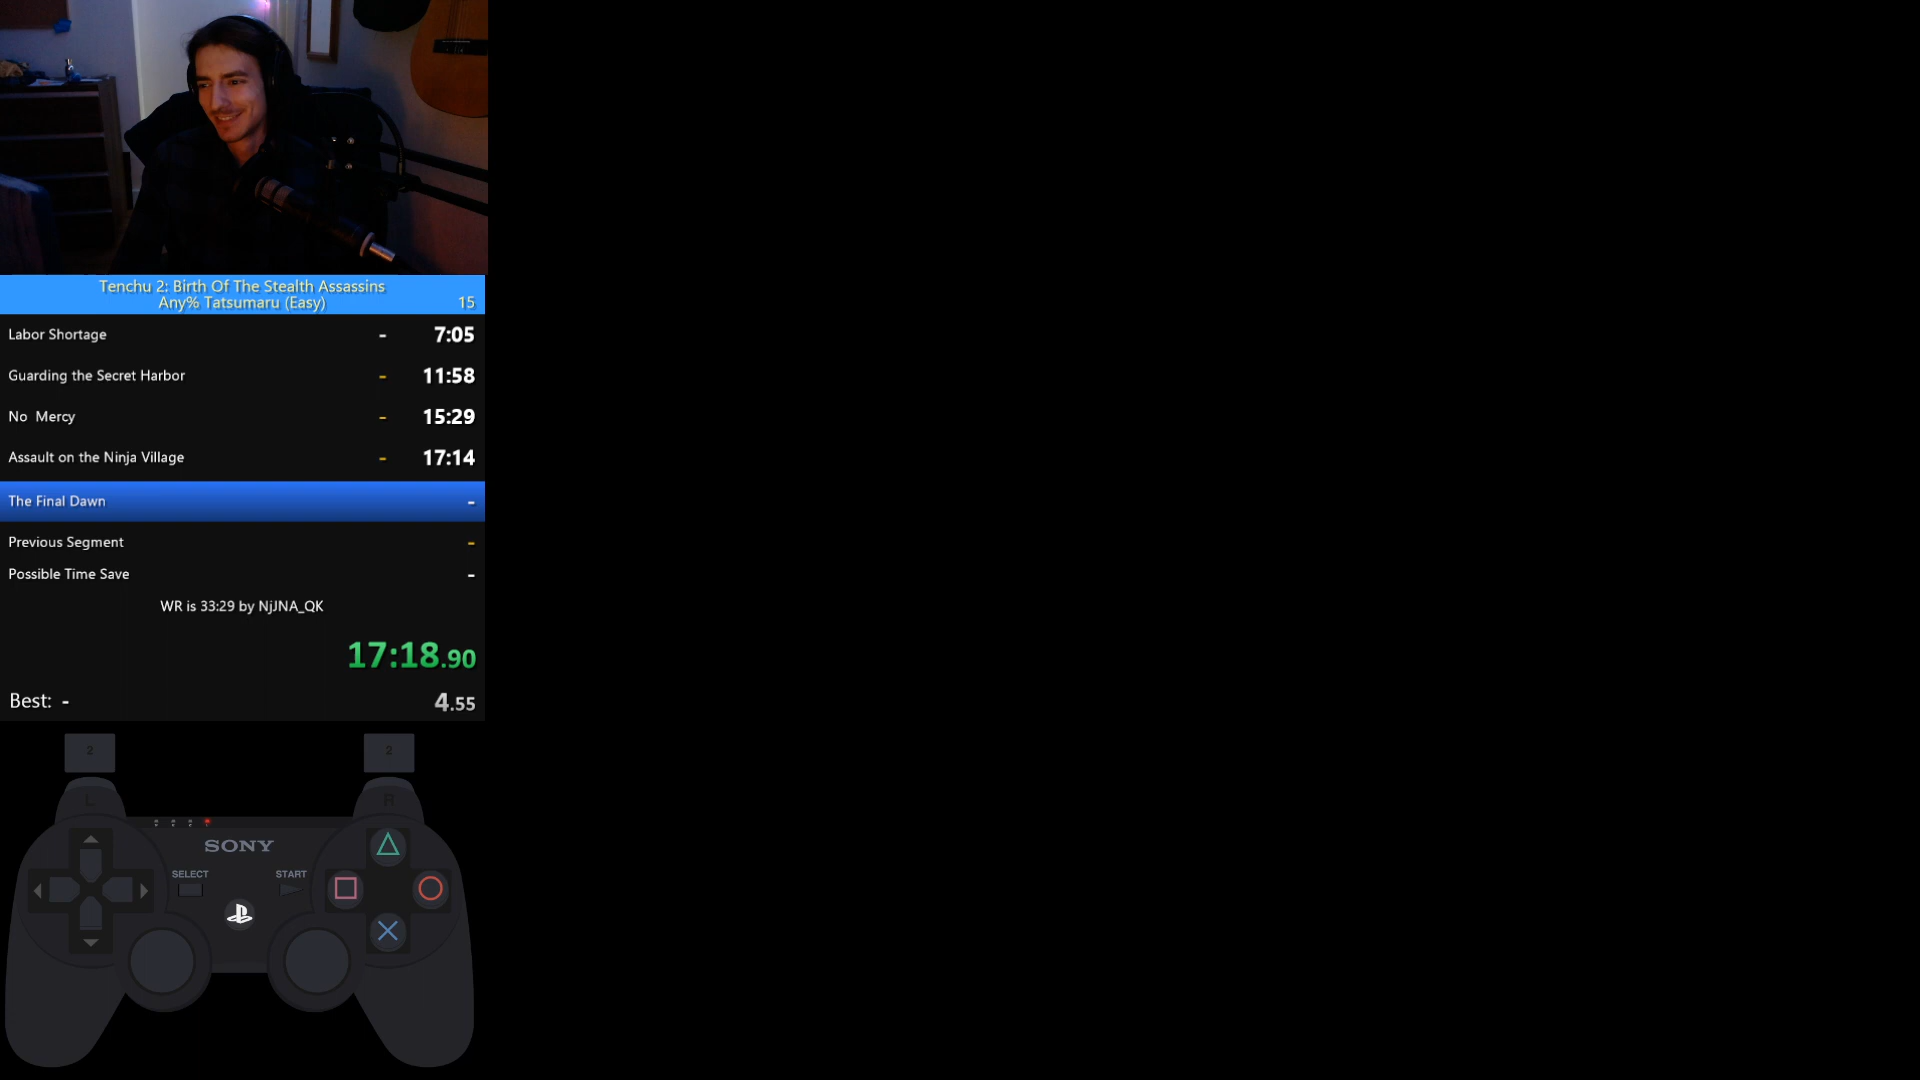 Tenchu 2: Birth Of The Stealth Assassins
Any% Tatsumaru (Easy) 15
Labor Shortage - 7:05
Guarding the Secret Harbor - 11:58
No Mercy - 15:29
Assault on the Ninja Village - 17:14
The Final Dawn -
Previous Segment -
Possible Time Save -
WR is 33:29 by NjJNA_QK
17:18.90
Best: - 4.55
2 2
L R
SONY
SELECT START